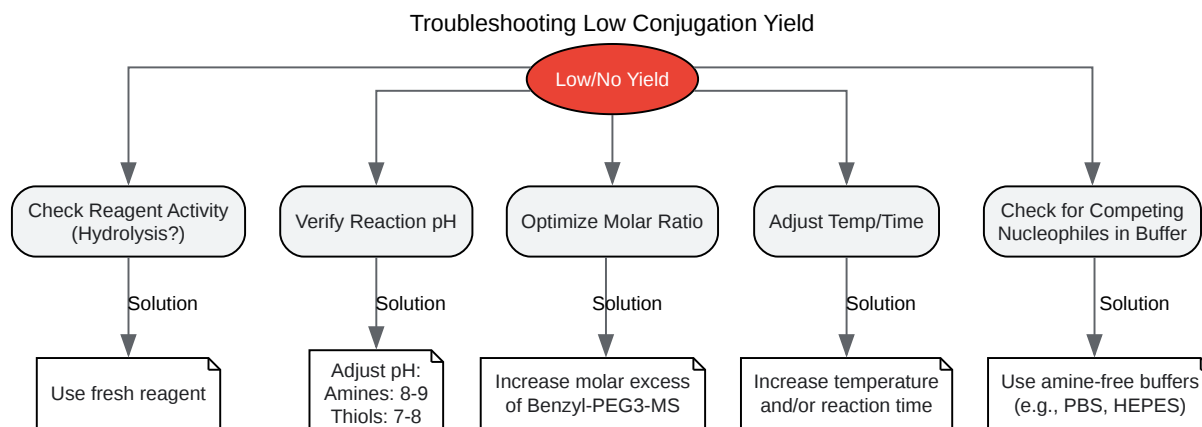 Troubleshooting Low Conjugation Yield
Low/No Yield
Check Reagent Activity
(Hydrolysis?)
Verify Reaction pH
Optimize Molar Ratio
Adjust Temp/Time
Check for Competing
Nucleophiles in Buffer
Solution
Solution
Solution
Solution
Solution
Use fresh reagent
Adjust pH:
Amines: 8-9
Thiols: 7-8
Increase molar excess
of Benzyl-PEG3-MS
Increase temperature
and/or reaction time
Use amine-free buffers
(e.g., PBS, HEPES)